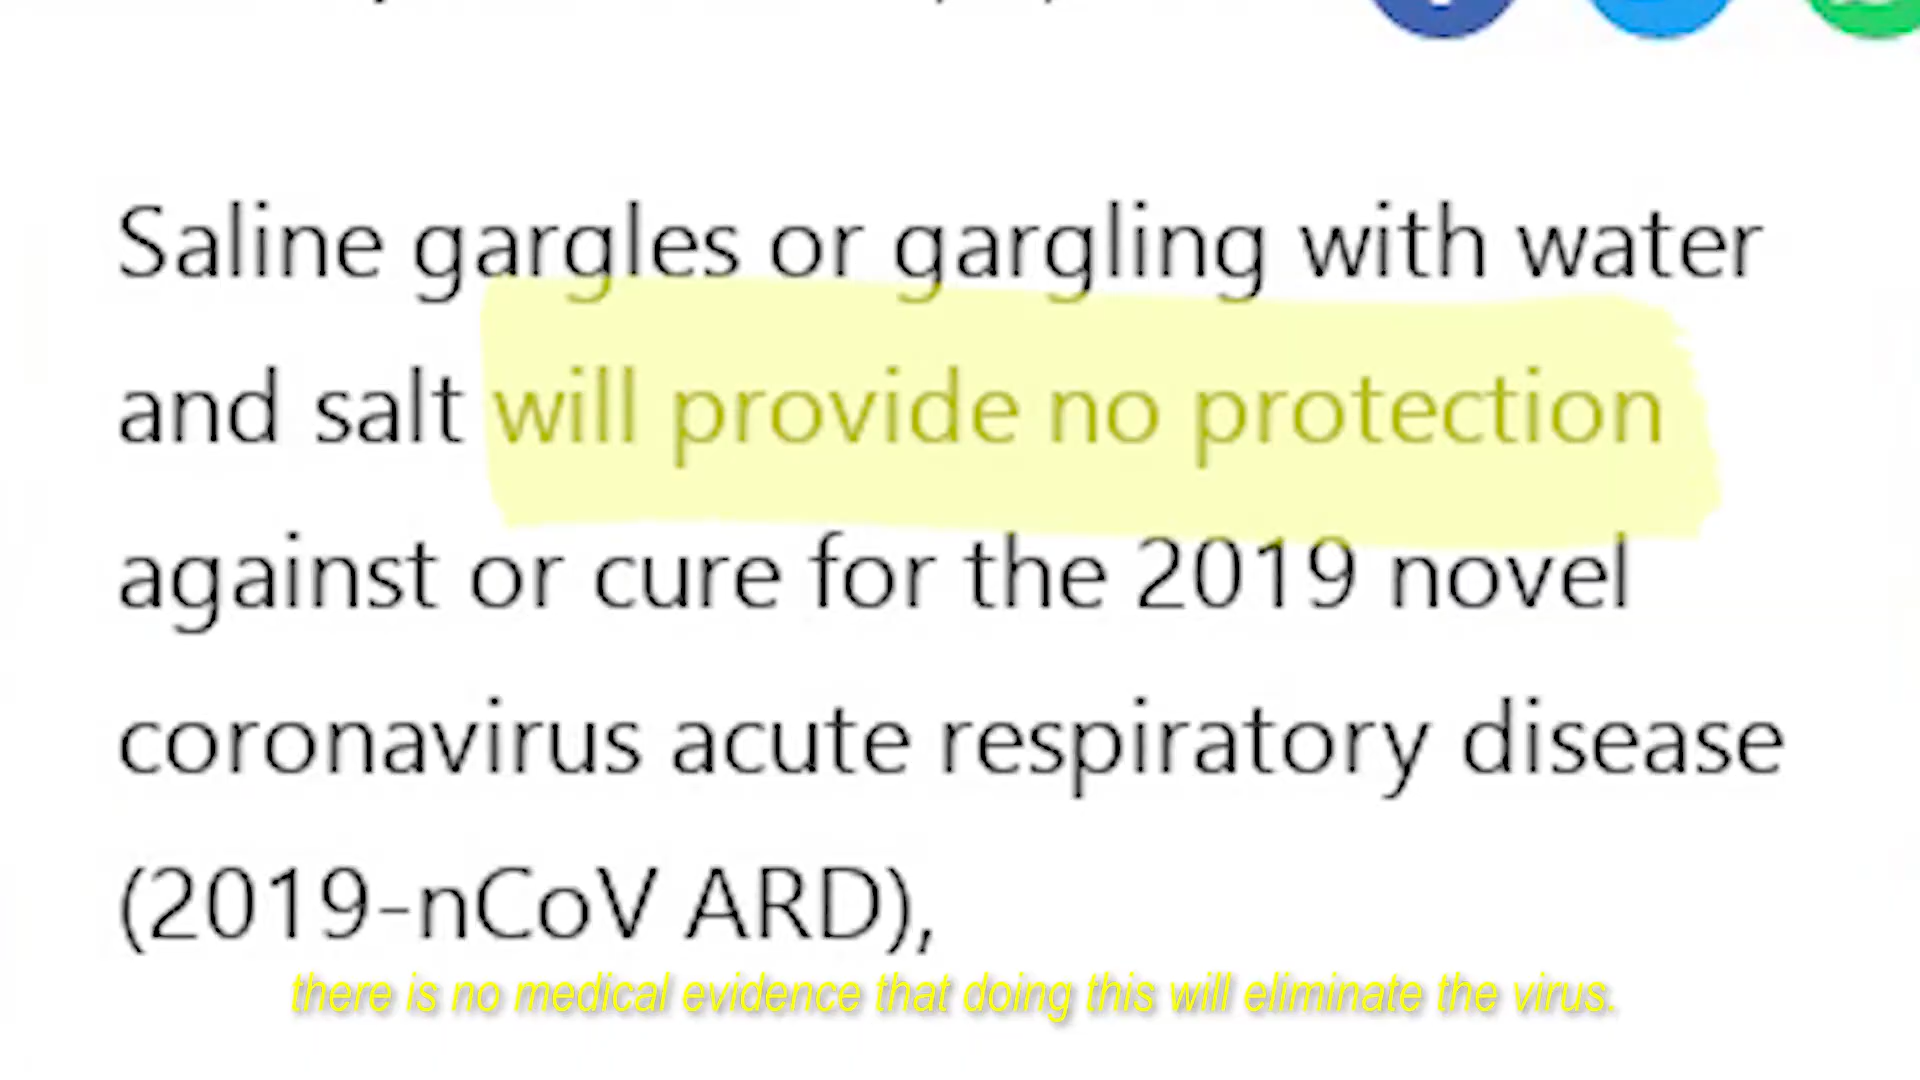 Saline gargles or gargling with water
and salt will provide no protection
against or cure for the 2019 novel
coronavirus acute respiratory disease
(2019-nCoV ARD),
there is no medical evidence that doing this will eliminate the virus.